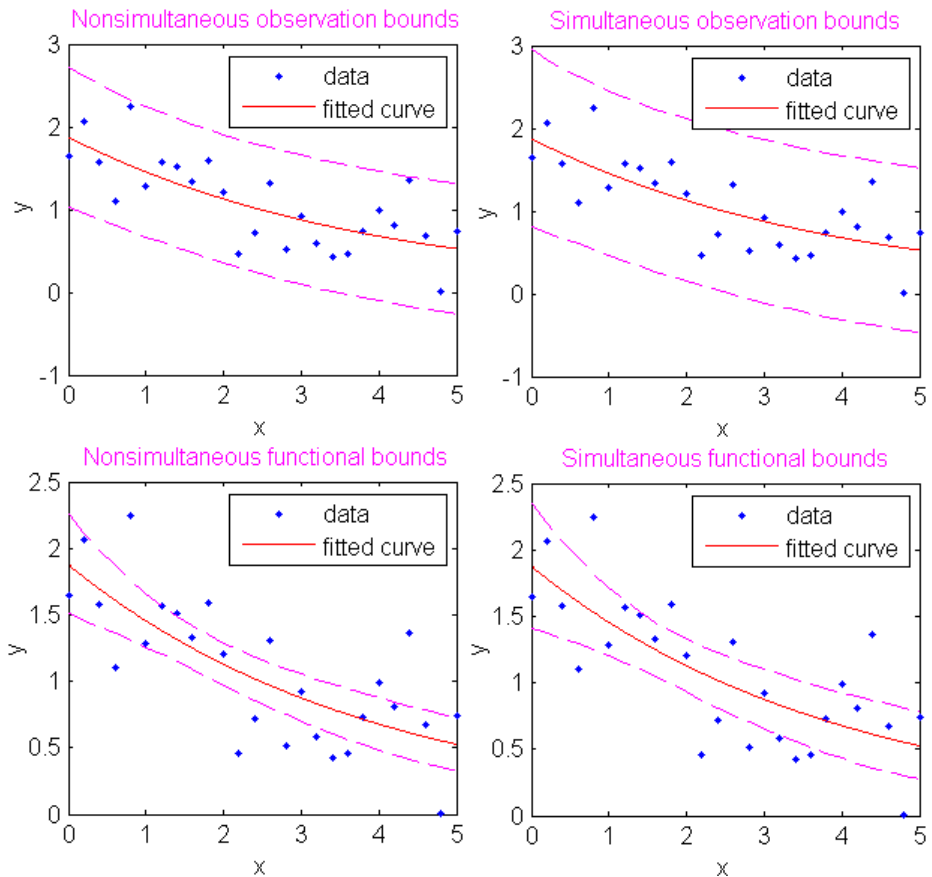 Nonsimultaneous observation bounds
3
2
1
0
-1
y
data
fitted curve
0 1 2 3 4 5
x
Simultaneous observation bounds
3
2
1
0
-1
y
data
fitted curve
0 1 2 3 4 5
x
Nonsimultaneous functional bounds
2.5
2
1.5
1
0.5
0
y
data
fitted curve
0 1 2 3 4 5
x
Simultaneous functional bounds
2.5
2
1.5
1
0.5
0
y
data
fitted curve
0 1 2 3 4 5
x